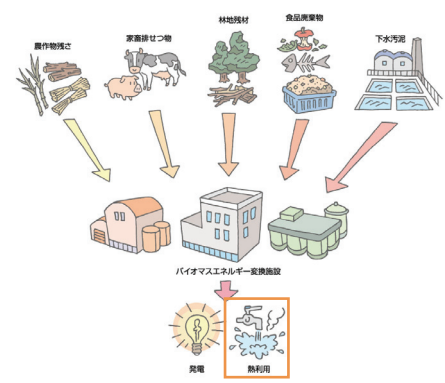 林地残材
食品廃棄物
家畜排せつ物
下水汚泥
農作物残さ
バイオマスエネルギー変換施設
発電
熱利用